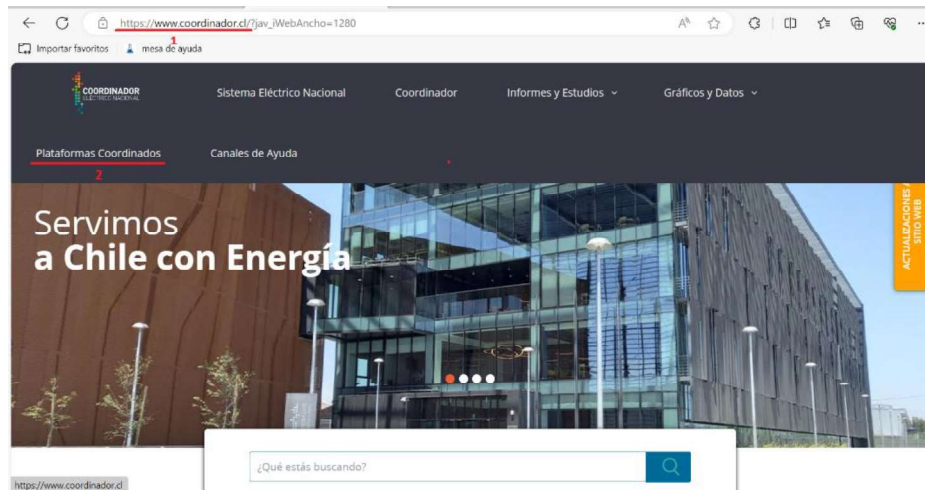 https://www.coordinador.cl/?jav_iWebAncho=1280
1
Importar favoritos mesa de ayuda
COORDINADOR
ELÉCTRICO NACIONAL
Sistema Eléctrico Nacional Coordinador Informes y Estudios Gráficos y Datos
Plataformas Coordinados Canales de Ayuda
2
Servimos
a Chile con Energía
ACTUALIZACIONES
SITIO WEB
¿Qué estás buscando?
https://www.coordinador.cl